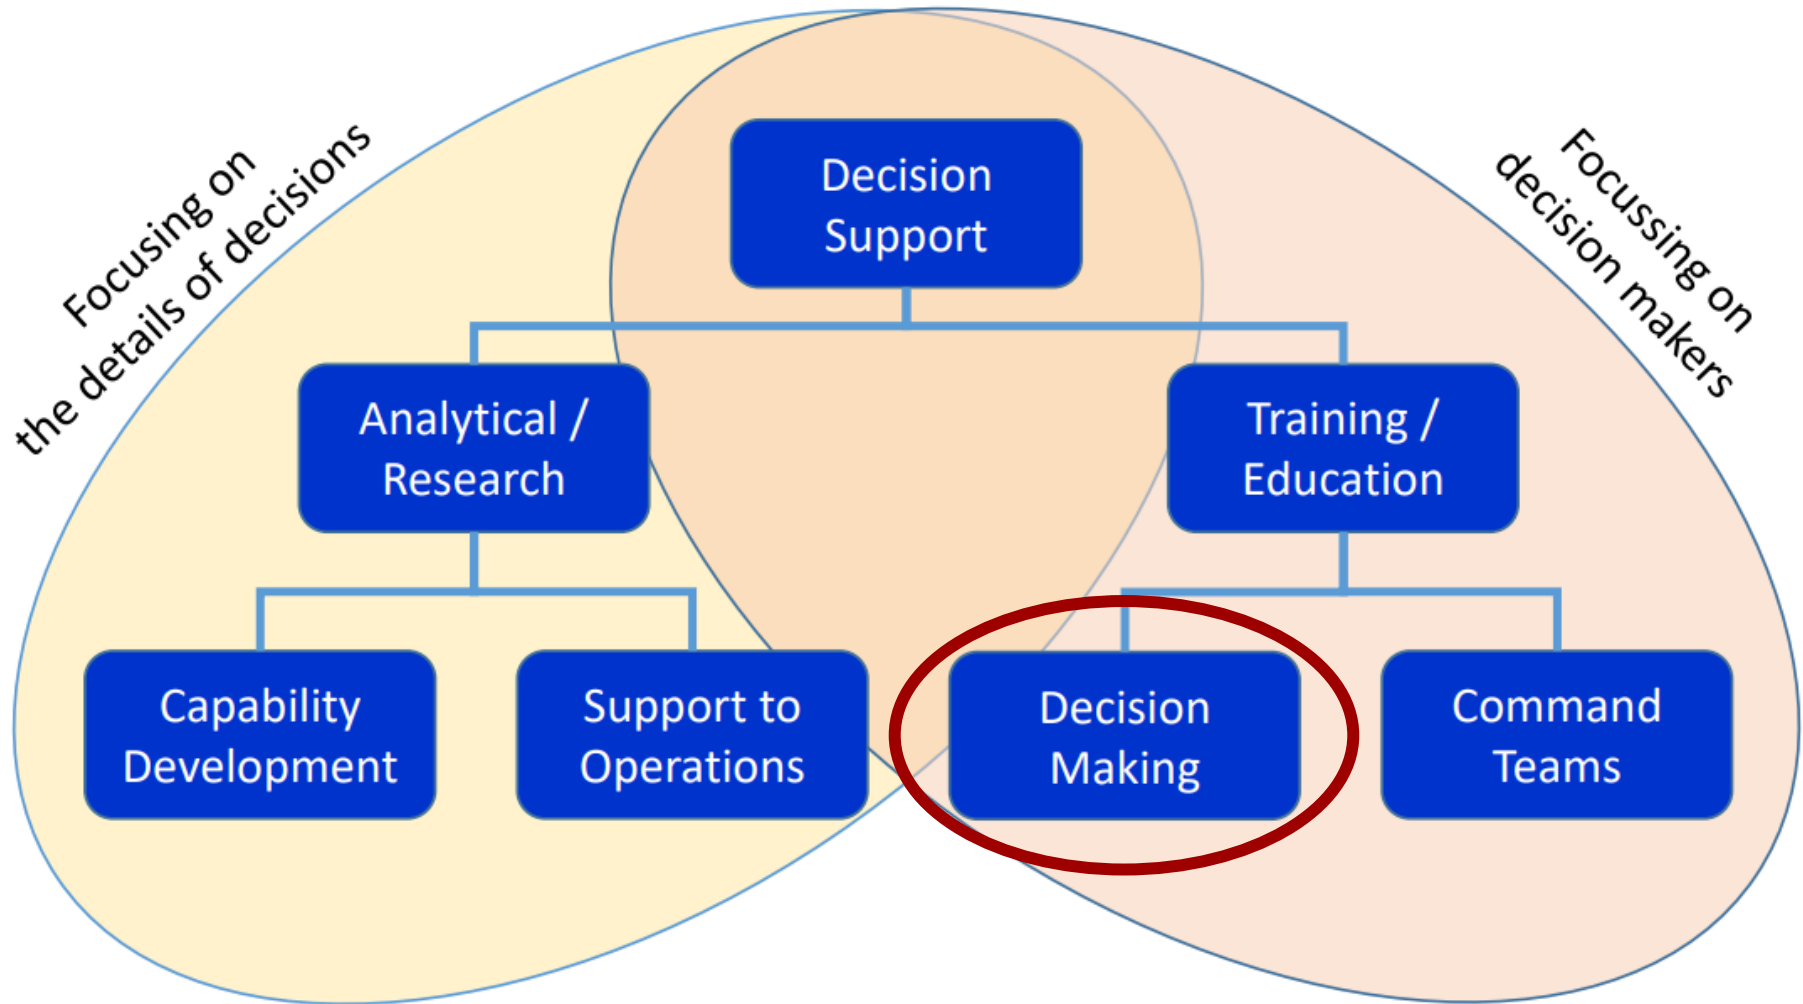 Focusing on
the details of decisions
Focussing on
decision makers
Decision
Support
Analytical /
Research
Training /
Education
Capability
Development
Support to
Operations
Decision
Making
Command
Teams